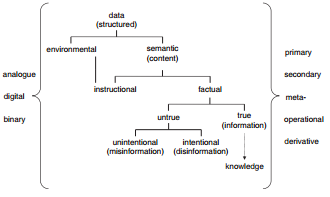 data
(structured)
environmental
semantic
(content)
primary
analogue
secondary
instructional
factual
digital
meta-
untrue
true
(information)
binary
operational
unintentional
(misinformation)
intentional
(disinformation)
derivative
knowledge